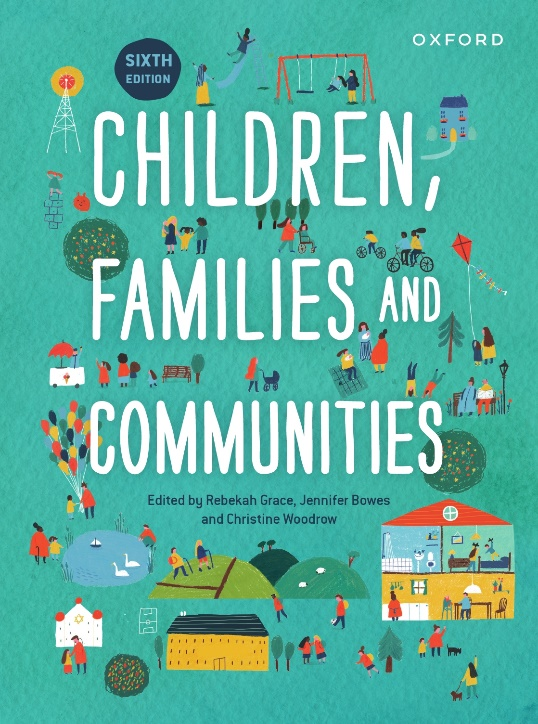 OXFORD
SIXTH
EDITION
CHILDREN,
FAMILIES AND
COMMUNITIES
Edited by Rebekah Grace, Jennifer Bowes
and Christine Woodrow